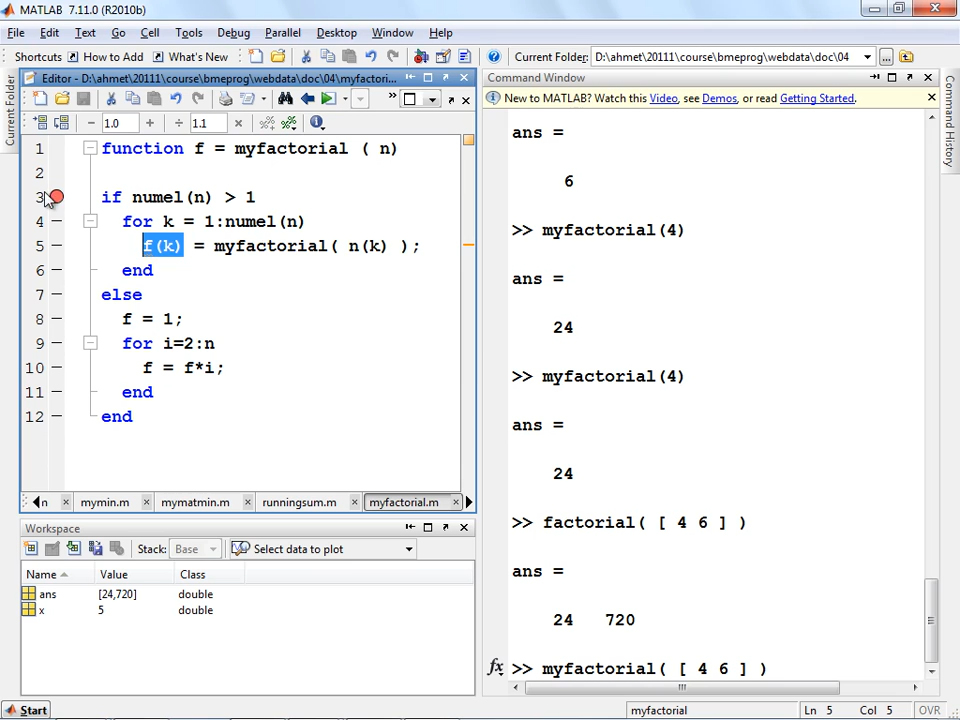 MATLAB 7.11.0 (R2010b)
File Edit Text Go Cell Tools Debug Parallel Desktop Window Help
Shortcuts How to Add What's New Current Folder: D:\ahmet\20111\course\bmeprog\webdata\doc\04
Current Folder
Editor - D:\ahmet\20111\course\bmeprog\webdata\doc\04\myfactori...
1.0 1.1
1 function f = myfactorial ( n)
2
3 if numel(n) > 1
4 for k = 1:numel(n)
5 f(k) = myfactorial( n(k) );
6 end
7 else
8 f = 1;
9 for i=2:n
10 f = f*i;
11 end
12 end
n mymin.m mymatmin.m runningsum.m myfactorial.m
Workspace
Stack: Base Select data to plot
Name Value Class
ans [24,720] double
x 5 double
Command Window
New to MATLAB? Watch this Video, see Demos, or read Getting Started.
ans =
6
>> myfactorial(4)
ans =
24
>> myfactorial(4)
ans =
24
>> factorial( [ 4 6 ] )
ans =
24 720
fx >> myfactorial( [ 4 6 ] )
Command History
Start myfactorial Ln 5 Col 5 OVR